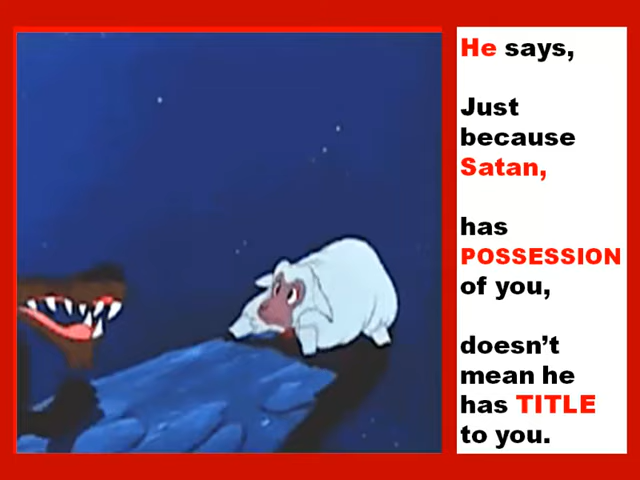 He says,
Just
because
Satan,
has
POSSESSION
of you,
doesn't
mean he
has TITLE
to you.